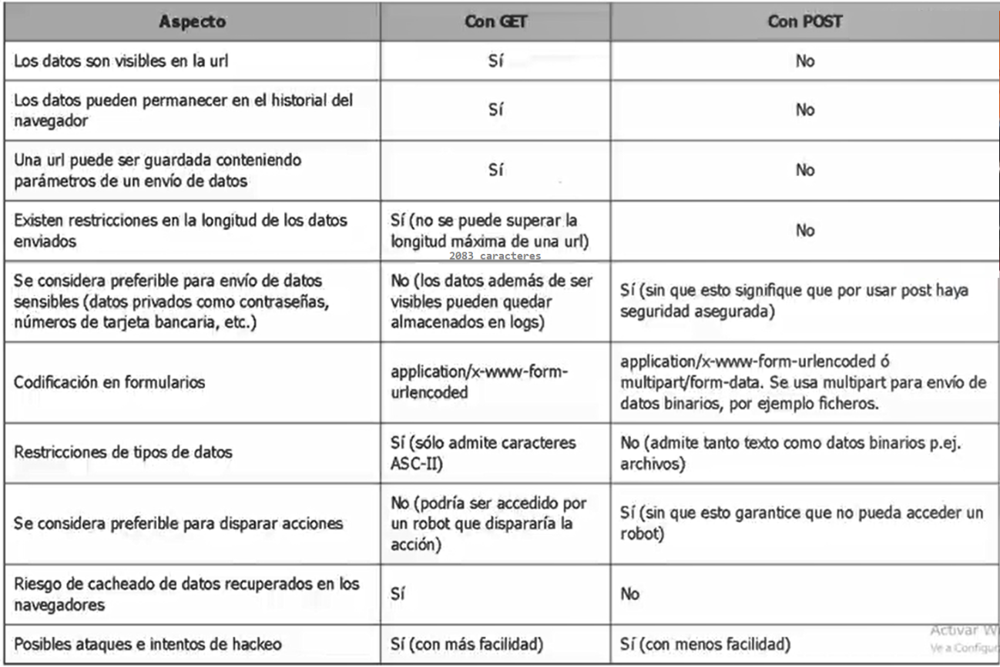 Aspecto
Con GET
Con POST
Los datos son visibles en la url
Sí
No
Los datos pueden permanecer en el historial del
navegador
Sí
No
Una url puede ser guardada conteniendo
parámetros de un envío de datos
Sí
No
Existen restricciones en la longitud de los datos
enviados
Sí (no se puede superar la
longitud máxima de una url)
2083 caracteres
No
Se considera preferible para envío de datos
sensibles (datos privados como contraseñas,
números de tarjeta bancaria, etc.)
No (los datos además de ser
visibles pueden quedar
almacenados en logs)
Sí (sin que esto signifique que por usar post haya
seguridad asegurada)
Codificación en formularios
application/x-www-form-
urlencoded
application/x-www-form-urlencoded ó
multipart/form-data. Se usa multipart para envío de
datos binarios, por ejemplo ficheros.
Restricciones de tipos de datos
Sí (sólo admite caracteres
ASC-II)
No (admite tanto texto como datos binarios p.ej.
archivos)
Se considera preferible para disparar acciones
No (podría ser accedido por
un robot que dispararía la
acción)
Sí (sin que esto garantice que no pueda acceder un
robot)
Riesgo de cacheado de datos recuperados en los
navegadores
Sí
No
Posibles ataques e intentos de hackeo
Sí (con más facilidad)
Sí (con menos facilidad)
Activar W
Ve a Configur